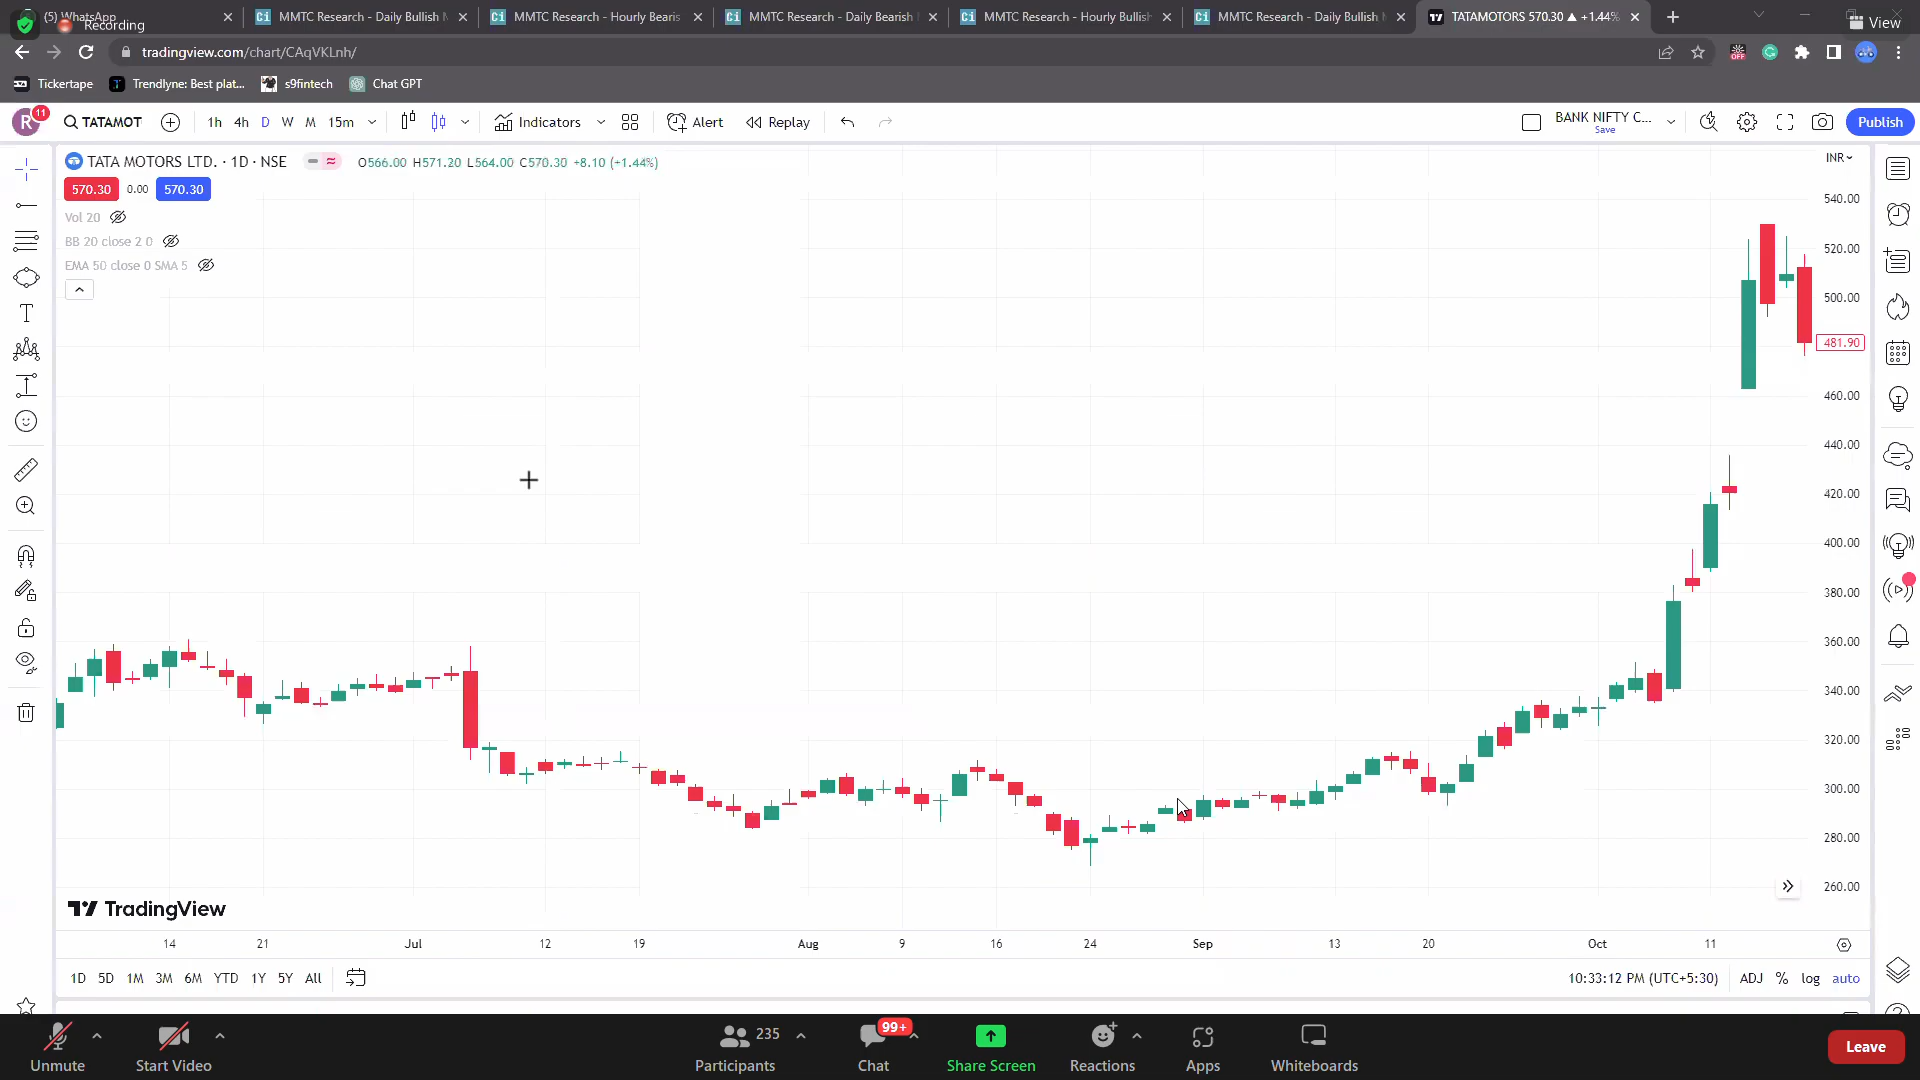 (5) WhatsApp
MMTC Research - Daily Bullish
MMTC Research - Hourly Bearis
MMTC Research - Daily Bearish
MMTC Research - Hourly Bullish
MMTC Research - Daily Bullish
TATAMOTORS 570.30 ▲ +1.44%
Recording
View
tradingview.com/chart/CAqVKLnh/
OFF
Tickertape
Trendlyne: Best plat...
s9fintech
Chat GPT
R
11
TATAMOT
1h
4h
D
W
M
15m
Indicators
Alert
Replay
BANK NIFTY C...
Save
Publish
TATA MOTORS LTD. · 1D · NSE
O566.00 H571.20 L564.00 C570.30 +8.10 (+1.44%)
INR
570.30
0.00
570.30
Vol 20
BB 20 close 2 0
EMA 50 close 0 SMA 5
540.00
520.00
500.00
481.90
460.00
440.00
420.00
400.00
380.00
360.00
340.00
320.00
300.00
280.00
260.00
TradingView
14
21
Jul
12
19
Aug
9
16
24
Sep
13
20
Oct
11
1D
5D
1M
3M
6M
YTD
1Y
5Y
All
10:33:12 PM (UTC+5:30)
ADJ
%
log
auto
Unmute
Start Video
235
Participants
99+
Chat
Share Screen
Reactions
Apps
Whiteboards
Leave